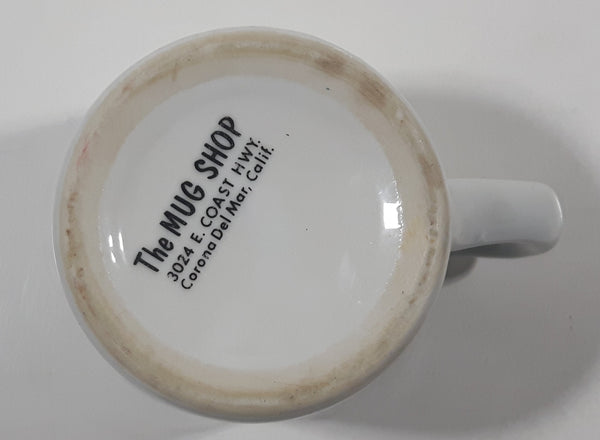 The MUG SHOP
3024 E. COAST HWY.
Corona Del Mar, Calif.